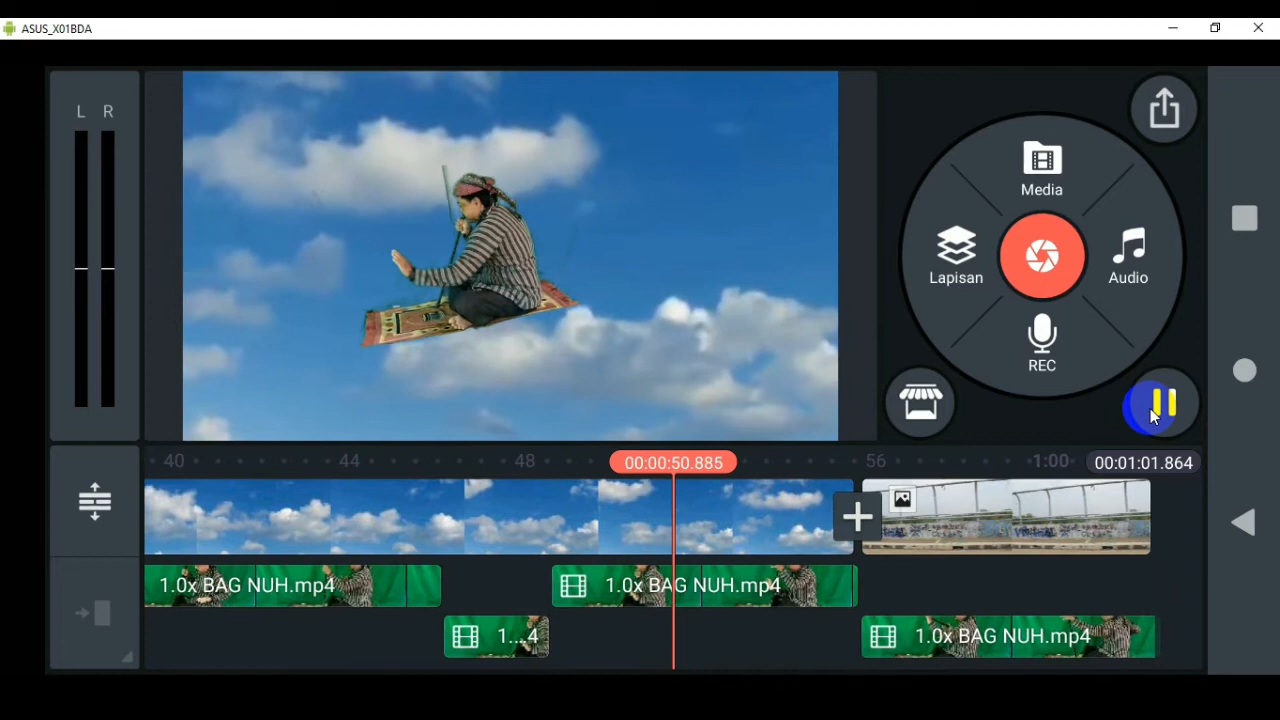 ASUS_X01BDA
L R
Media
Lapisan
Audio
REC
40
44
48
00:00:50.885
56
1:00
00:01:01.864
1.0x BAG NUH.mp4
1.0x BAG NUH.mp4
1...4
1.0x BAG NUH.mp4